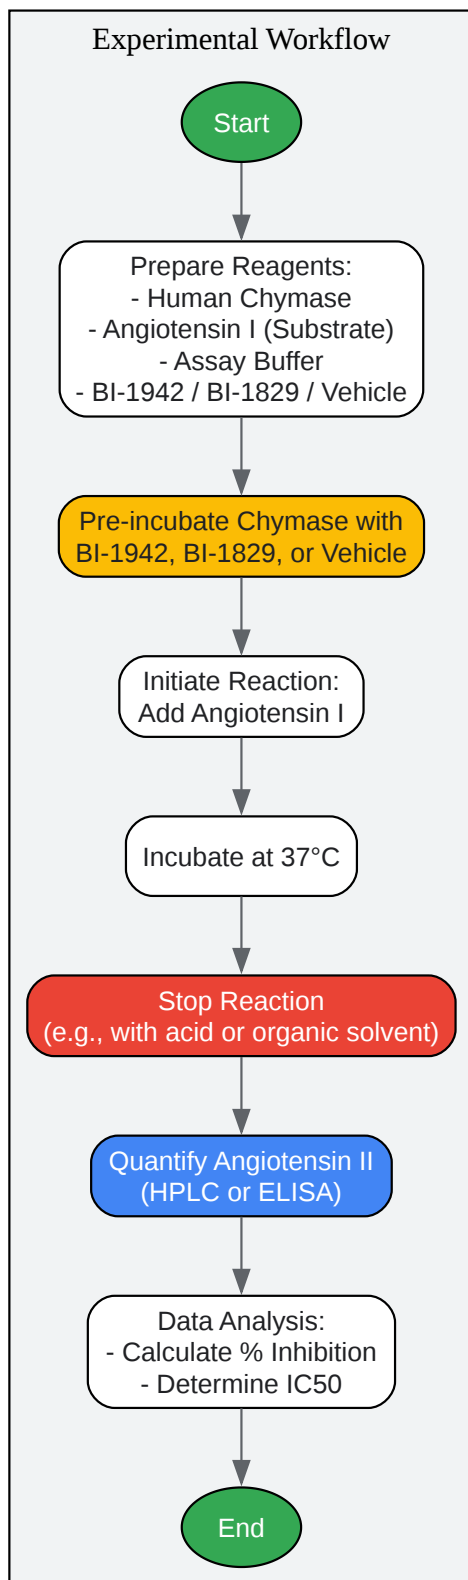 Experimental Workflow
Start
Prepare Reagents:
- Human Chymase
- Angiotensin I (Substrate)
- Assay Buffer
- BI-1942 / BI-1829 / Vehicle
Pre-incubate Chymase with
BI-1942, BI-1829, or Vehicle
Initiate Reaction:
Add Angiotensin I
Incubate at 37°C
Stop Reaction
(e.g., with acid or organic solvent)
Quantify Angiotensin II
(HPLC or ELISA)
Data Analysis:
- Calculate % Inhibition
- Determine IC50
End